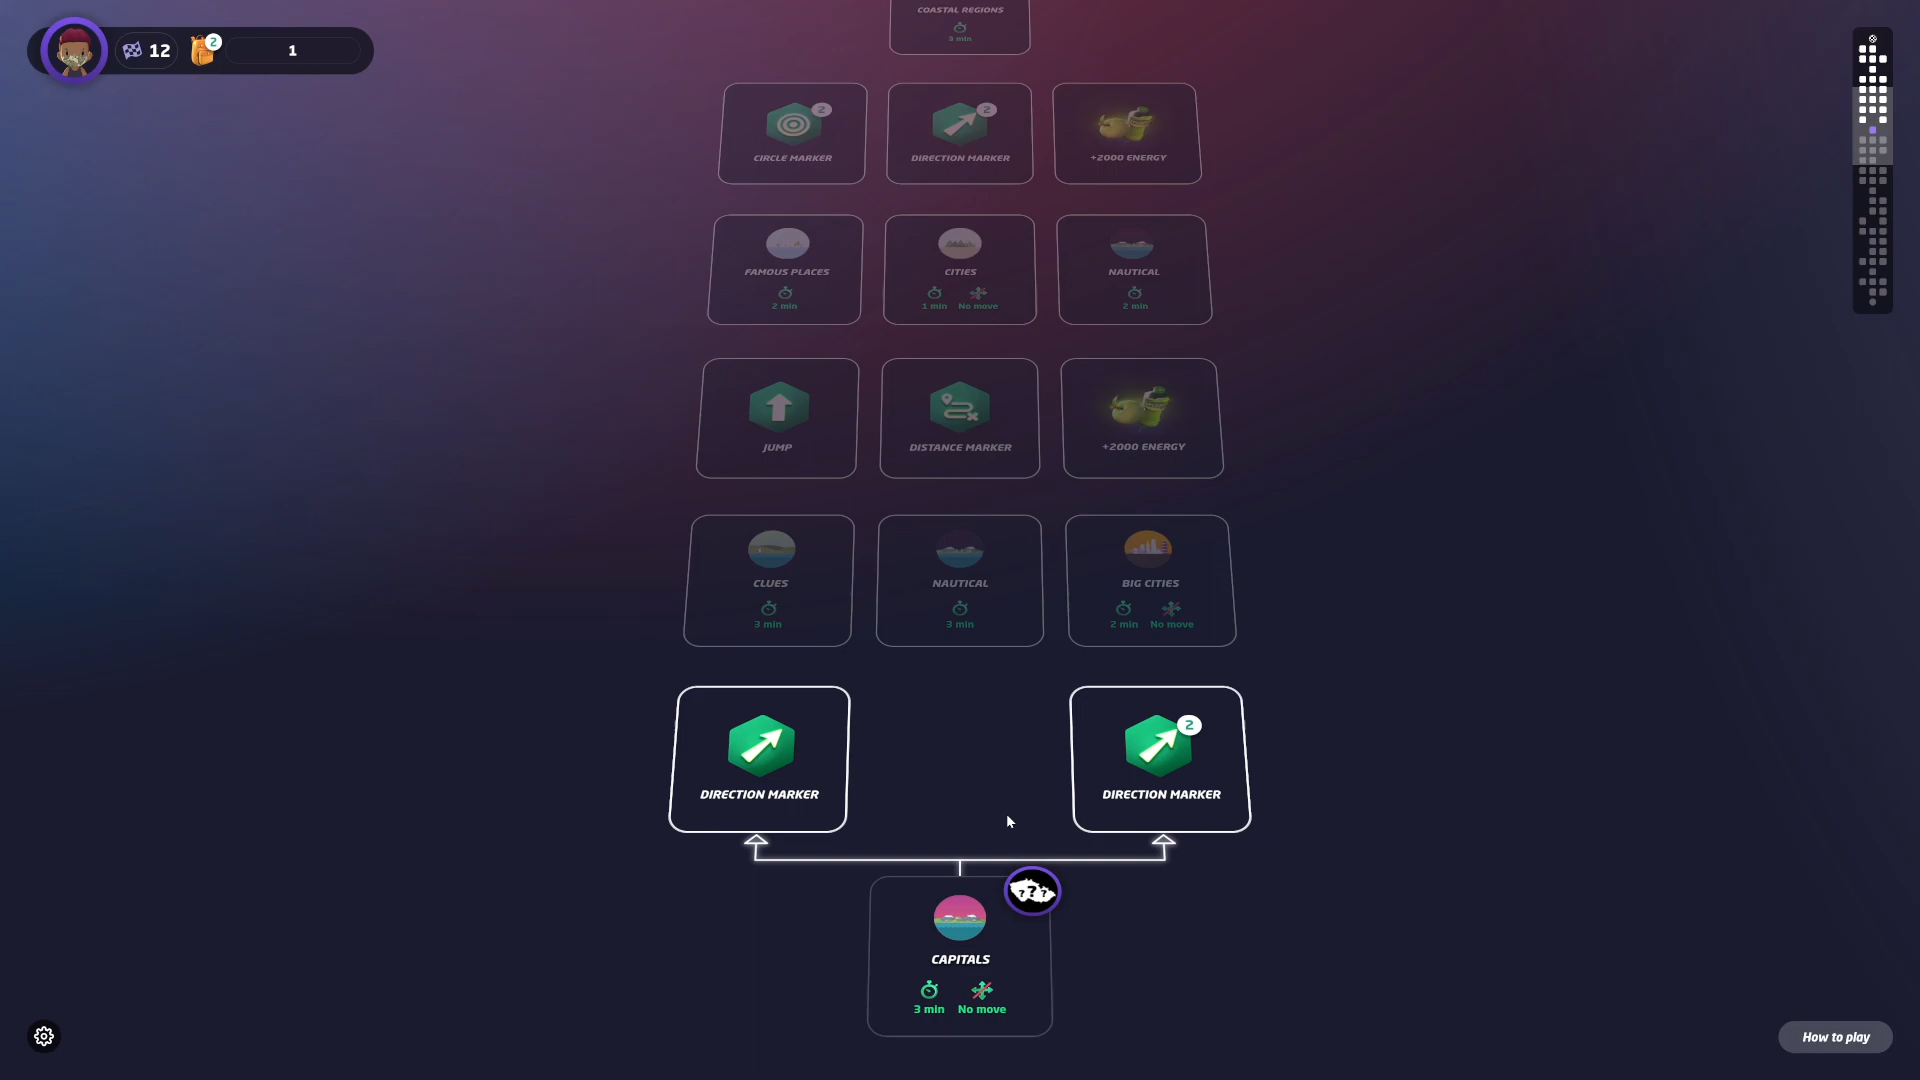 COASTAL REGIONS
3 min
12
2
1
2
CIRCLE MARKER
2
DIRECTION MARKER
+2000 ENERGY
FAMOUS PLACES
2 min
CITIES
1 min No move
NAUTICAL
2 min
JUMP
DISTANCE MARKER
+2000 ENERGY
CLUES
3 min
NAUTICAL
3 min
BIG CITIES
2 min No move
DIRECTION MARKER
2
DIRECTION MARKER
? ? ?
CAPITALS
3 min No move
How to play